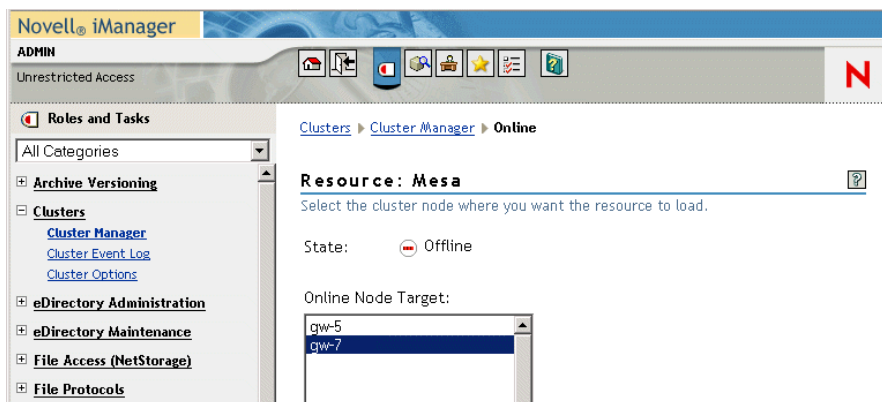 Novell® iManager
ADMIN
Unrestricted Access
N
Roles and Tasks
All Categories
Archive Versioning
Clusters
Cluster Manager
Cluster Event Log
Cluster Options
eDirectory Administration
eDirectory Maintenance
File Access (NetStorage)
File Protocols
Clusters Cluster Manager Online
Resource: Mesa
?
Select the cluster node where you want the resource to load.
State: Offline
Online Node Target:
gw-5
gw-7